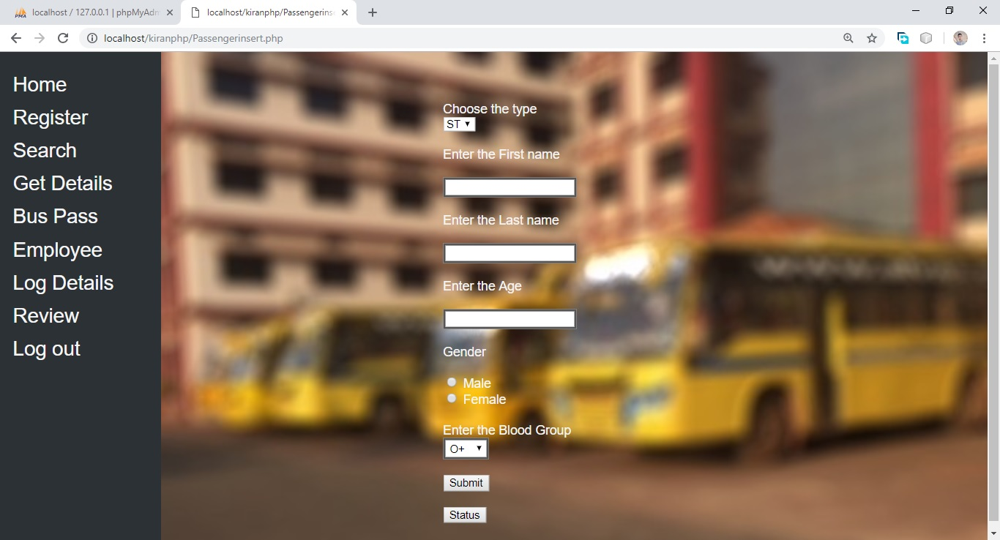 localhost / 127.0.0.1 | phpMyAdm
localhost/kiranphp/Passengerinse
localhost/kiranphp/Passengerinsert.php
Home
Register
Search
Get Details
Bus Pass
Employee
Log Details
Review
Log out
Choose the type
ST
Enter the First name
Enter the Last name
Enter the Age
Gender
Male
Female
Enter the Blood Group
O+
Submit
Status